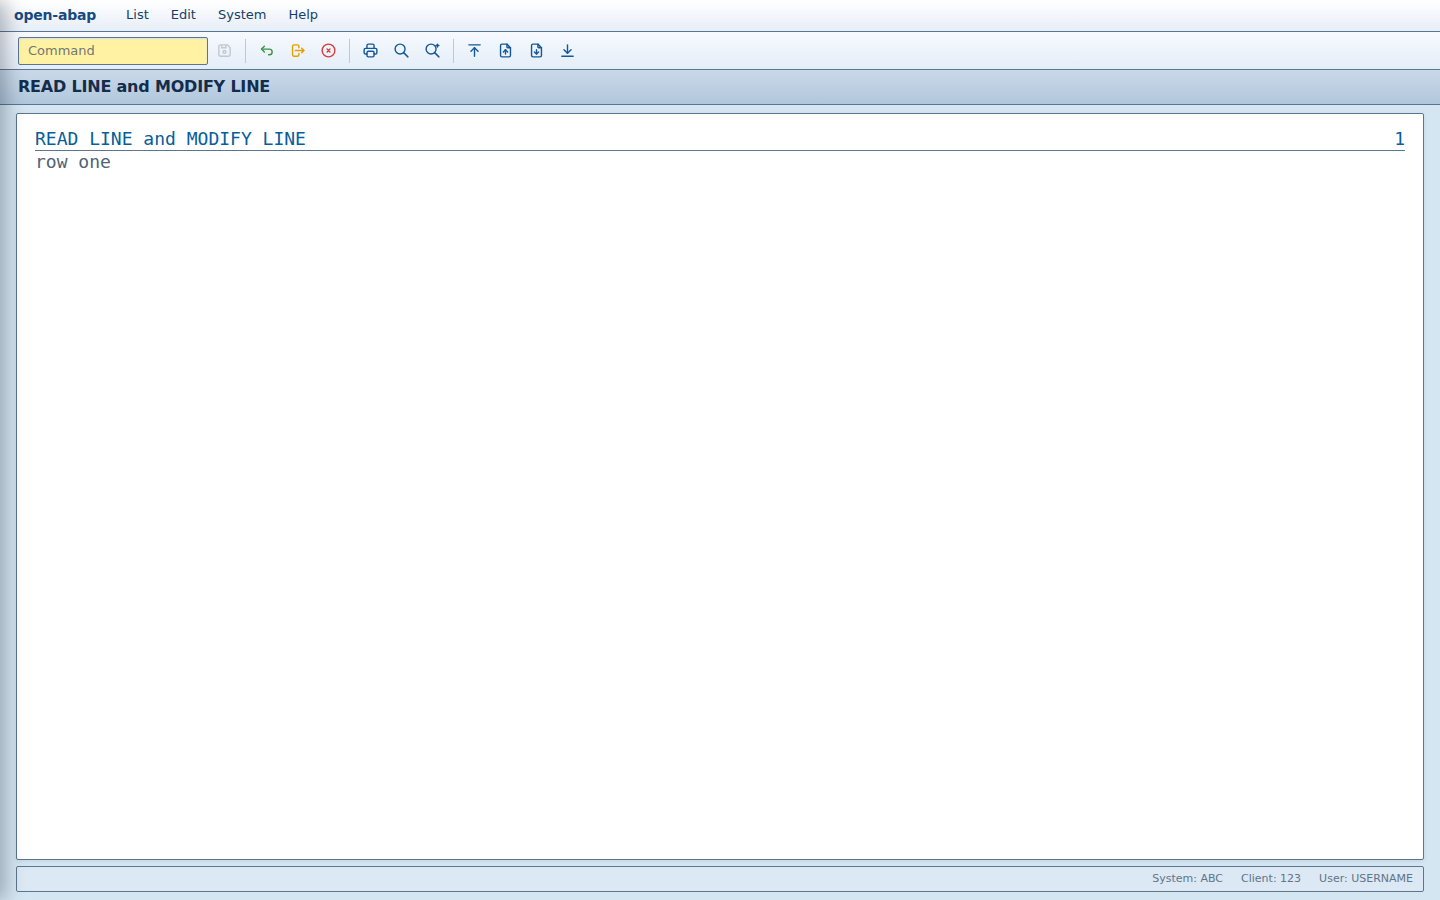 open-abap List Edit System Help
Command
READ LINE and MODIFY LINE
READ LINE and MODIFY LINE 1
row one
System: ABC Client: 123 User: USERNAME